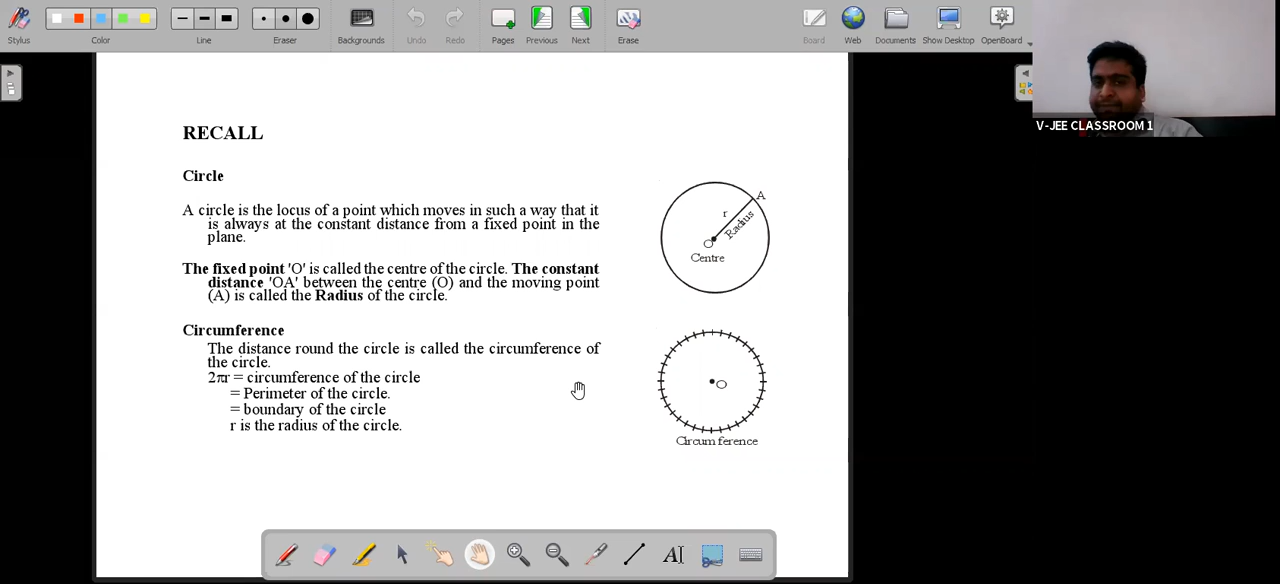 Stylus
Color
Line
Eraser
Backgrounds
Undo
Redo
Pages
Previous
Next
Erase
Board
Web
Documents
Show Desktop
OpenBoard
V-JEE CLASSROOM 1
RECALL
Circle
A circle is the locus of a point which moves in such a way that it
is always at the constant distance from a fixed point in the
plane.
The fixed point 'O' is called the centre of the circle. The constant
distance 'OA' between the centre (O) and the moving point
(A) is called the Radius of the circle.
Circumference
The distance round the circle is called the circumference of
the circle.
2πr = circumference of the circle
= Perimeter of the circle.
= boundary of the circle
r is the radius of the circle.
A
r
Radius
O
Centre
O
Circum ference
A